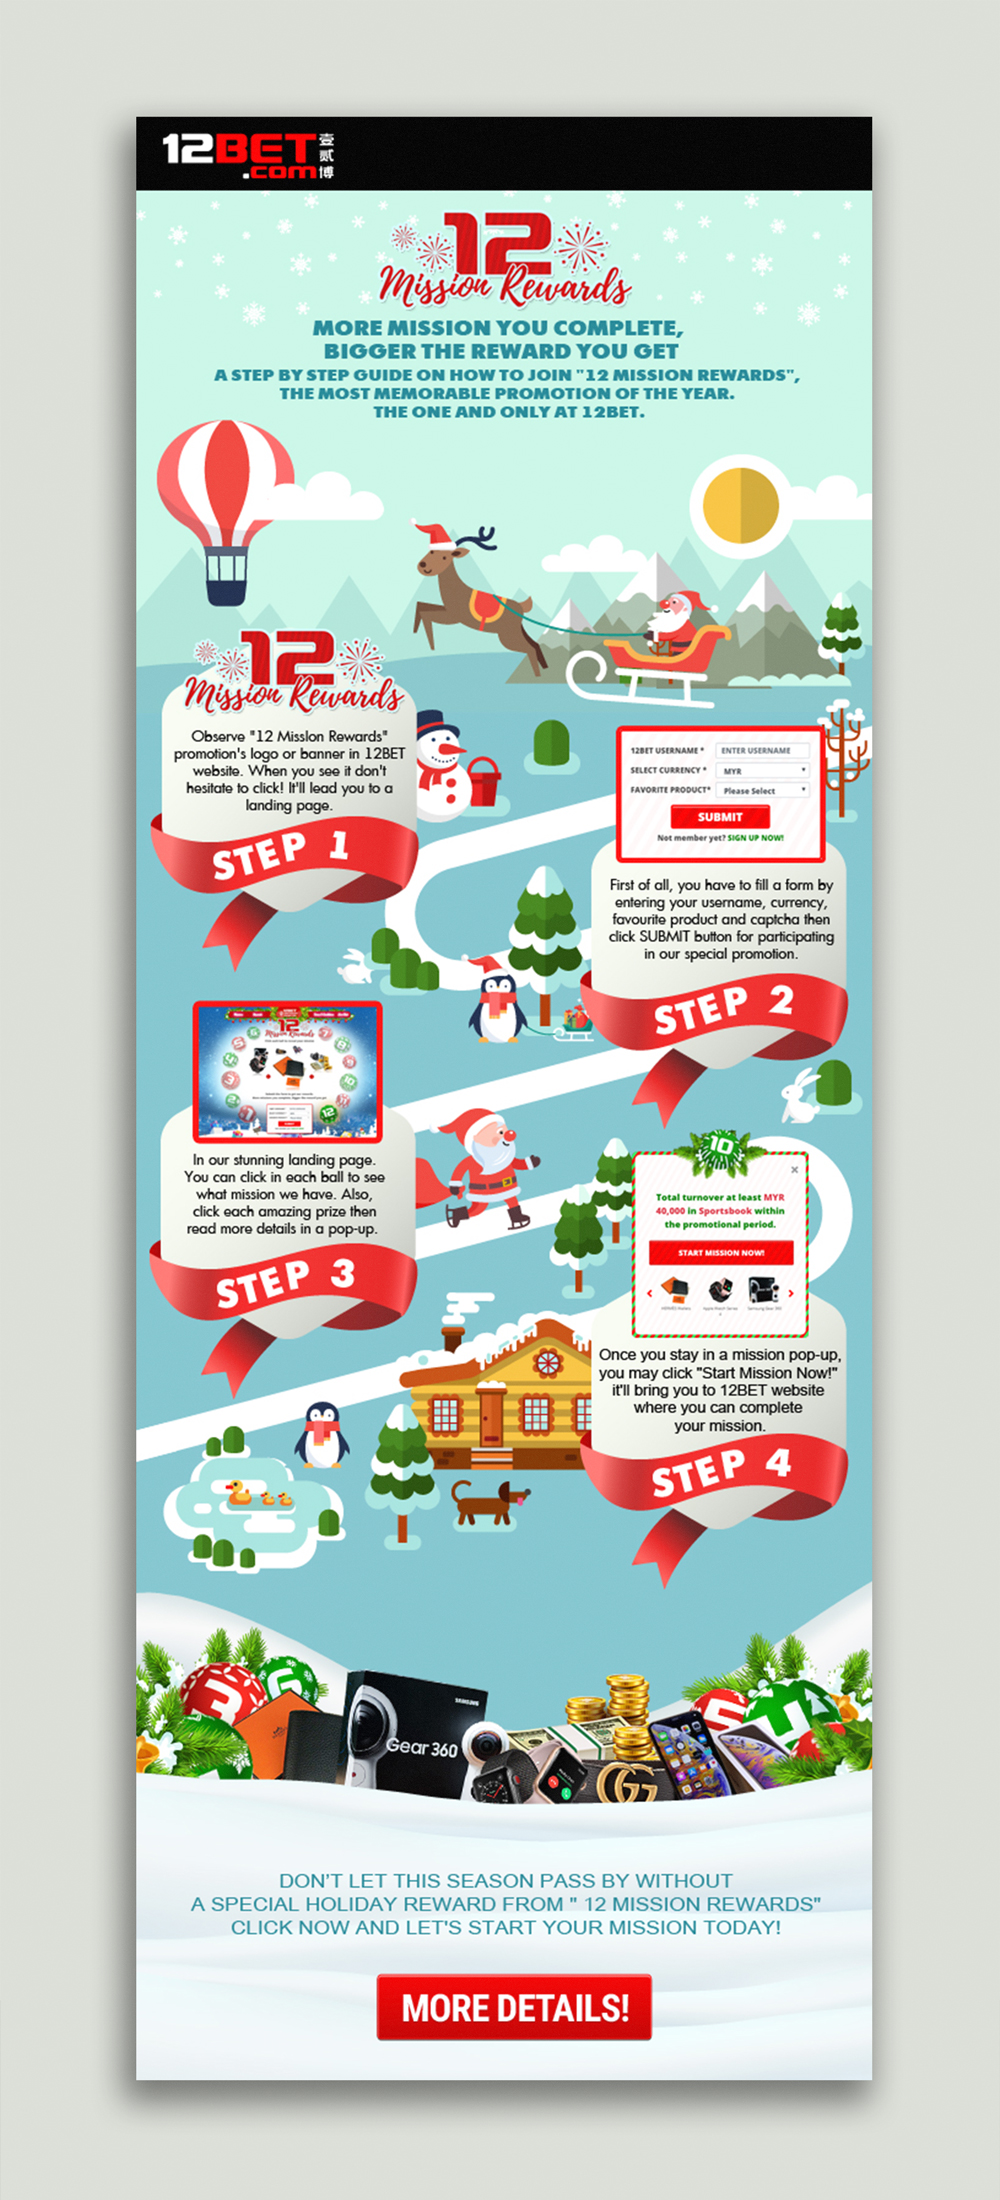 12BET
.com
壹贰博
12
Mission Rewards
MORE MISSION YOU COMPLETE,
BIGGER THE REWARD YOU GET
A STEP BY STEP GUIDE ON HOW TO JOIN "12 MISSION REWARDS",
THE MOST MEMORABLE PROMOTION OF THE YEAR.
THE ONE AND ONLY AT 12BET.
12
Mission Rewards
Observe "12 Mission Rewards"
promotion's logo or banner in 12BET
website. When you see it don't
hesitate to click! It'll lead you to a
landing page.
STEP 1
12BET USERNAME * ENTER USERNAME
SELECT CURRENCY * MYR
FAVORITE PRODUCT* Please Select
SUBMIT
Not member yet? SIGN UP NOW!
First of all, you have to fill a form by
entering your username, currency,
favourite product and captcha then
click SUBMIT button for participating
in our special promotion.
STEP 2
12
Mission Rewards
In our stunning landing page.
You can click in each ball to see
what mission we have. Also,
click each amazing prize then
read more details in a pop-up.
STEP 3
10
×
Total turnover at least MYR
40,000 in Sportsbook within
the promotional period.
START MISSION NOW!
Once you stay in a mission pop-up,
you may click "Start Mission Now!"
it'll bring you to 12BET website
where you can complete
your mission.
STEP 4
3
6
SAMSUNG
Gear 360
5
4
DON'T LET THIS SEASON PASS BY WITHOUT
A SPECIAL HOLIDAY REWARD FROM " 12 MISSION REWARDS"
CLICK NOW AND LET'S START YOUR MISSION TODAY!
MORE DETAILS!